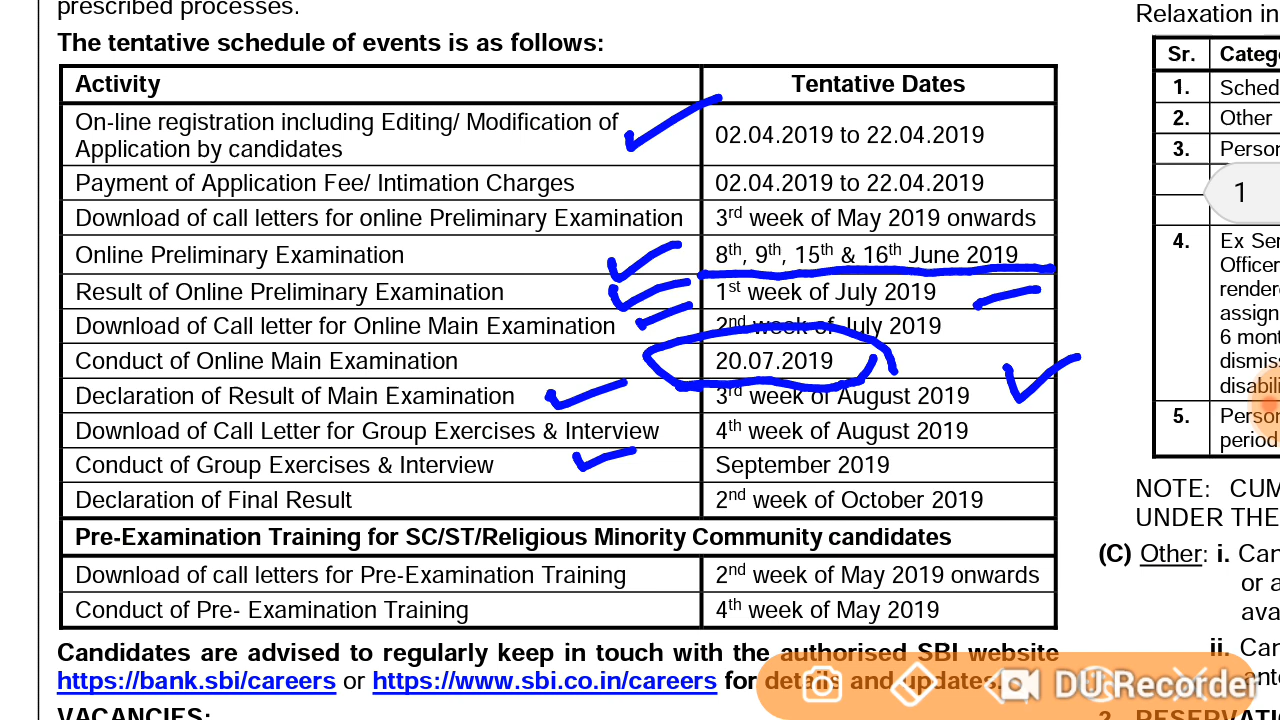 prescribed processes.
The tentative schedule of events is as follows:
Activity Tentative Dates
On-line registration including Editing/ Modification of
Application by candidates 02.04.2019 to 22.04.2019
Payment of Application Fee/ Intimation Charges 02.04.2019 to 22.04.2019
Download of call letters for online Preliminary Examination 3rd week of May 2019 onwards
Online Preliminary Examination 8th, 9th, 15th & 16th June 2019
Result of Online Preliminary Examination 1st week of July 2019
Download of Call letter for Online Main Examination 2nd week of July 2019
Conduct of Online Main Examination 20.07.2019
Declaration of Result of Main Examination 3rd week of August 2019
Download of Call Letter for Group Exercises & Interview 4th week of August 2019
Conduct of Group Exercises & Interview September 2019
Declaration of Final Result 2nd week of October 2019
Pre-Examination Training for SC/ST/Religious Minority Community candidates
Download of call letters for Pre-Examination Training 2nd week of May 2019 onwards
Conduct of Pre- Examination Training 4th week of May 2019
Candidates are advised to regularly keep in touch with the authorised SBI website
https://bank.sbi/careers or https://www.sbi.co.in/careers for details and updates.
VACANCIES:
Relaxation in
Sr. Categ
1. Sched
2. Other
3. Person
1
4. Ex Ser
Officer
render
assign
6 mont
dismis
disabili
5. Perso
period
NOTE: CUM
UNDER THE
(C) Other: i. Can
or a
ava
ii. Can
DU Recorder
2. RESERVATI